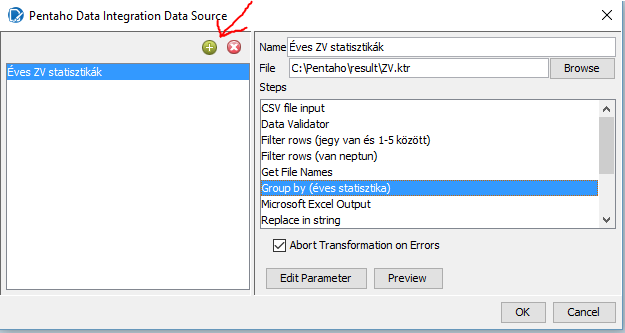 Pentaho Data Integration Data Source
Éves ZV statisztikák
Name Éves ZV statisztikák
File C:\Pentaho\result\ZV.ktr Browse
Steps
CSV file input
Data Validator
Filter rows (jegy van és 1-5 között)
Filter rows (van neptun)
Get File Names
Group by (éves statisztika)
Microsoft Excel Output
Replace in string
Abort Transformation on Errors
Edit Parameter Preview
OK Cancel